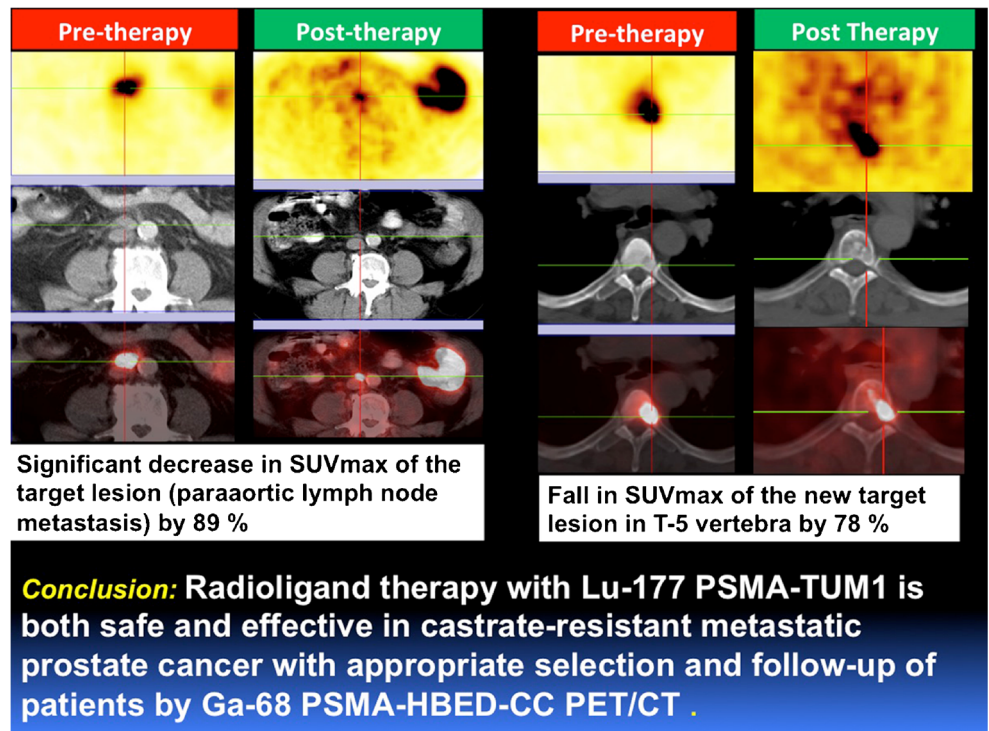 Pre-therapy
Post-therapy
Pre-therapy
Post Therapy
Significant decrease in SUVmax of the
target lesion (paraaortic lymph node
metastasis) by 89 %
Fall in SUVmax of the new target
lesion in T-5 vertebra by 78 %
Conclusion: Radioligand therapy with Lu-177 PSMA-TUM1 is
both safe and effective in castrate-resistant metastatic
prostate cancer with appropriate selection and follow-up of
patients by Ga-68 PSMA-HBED-CC PET/CT .